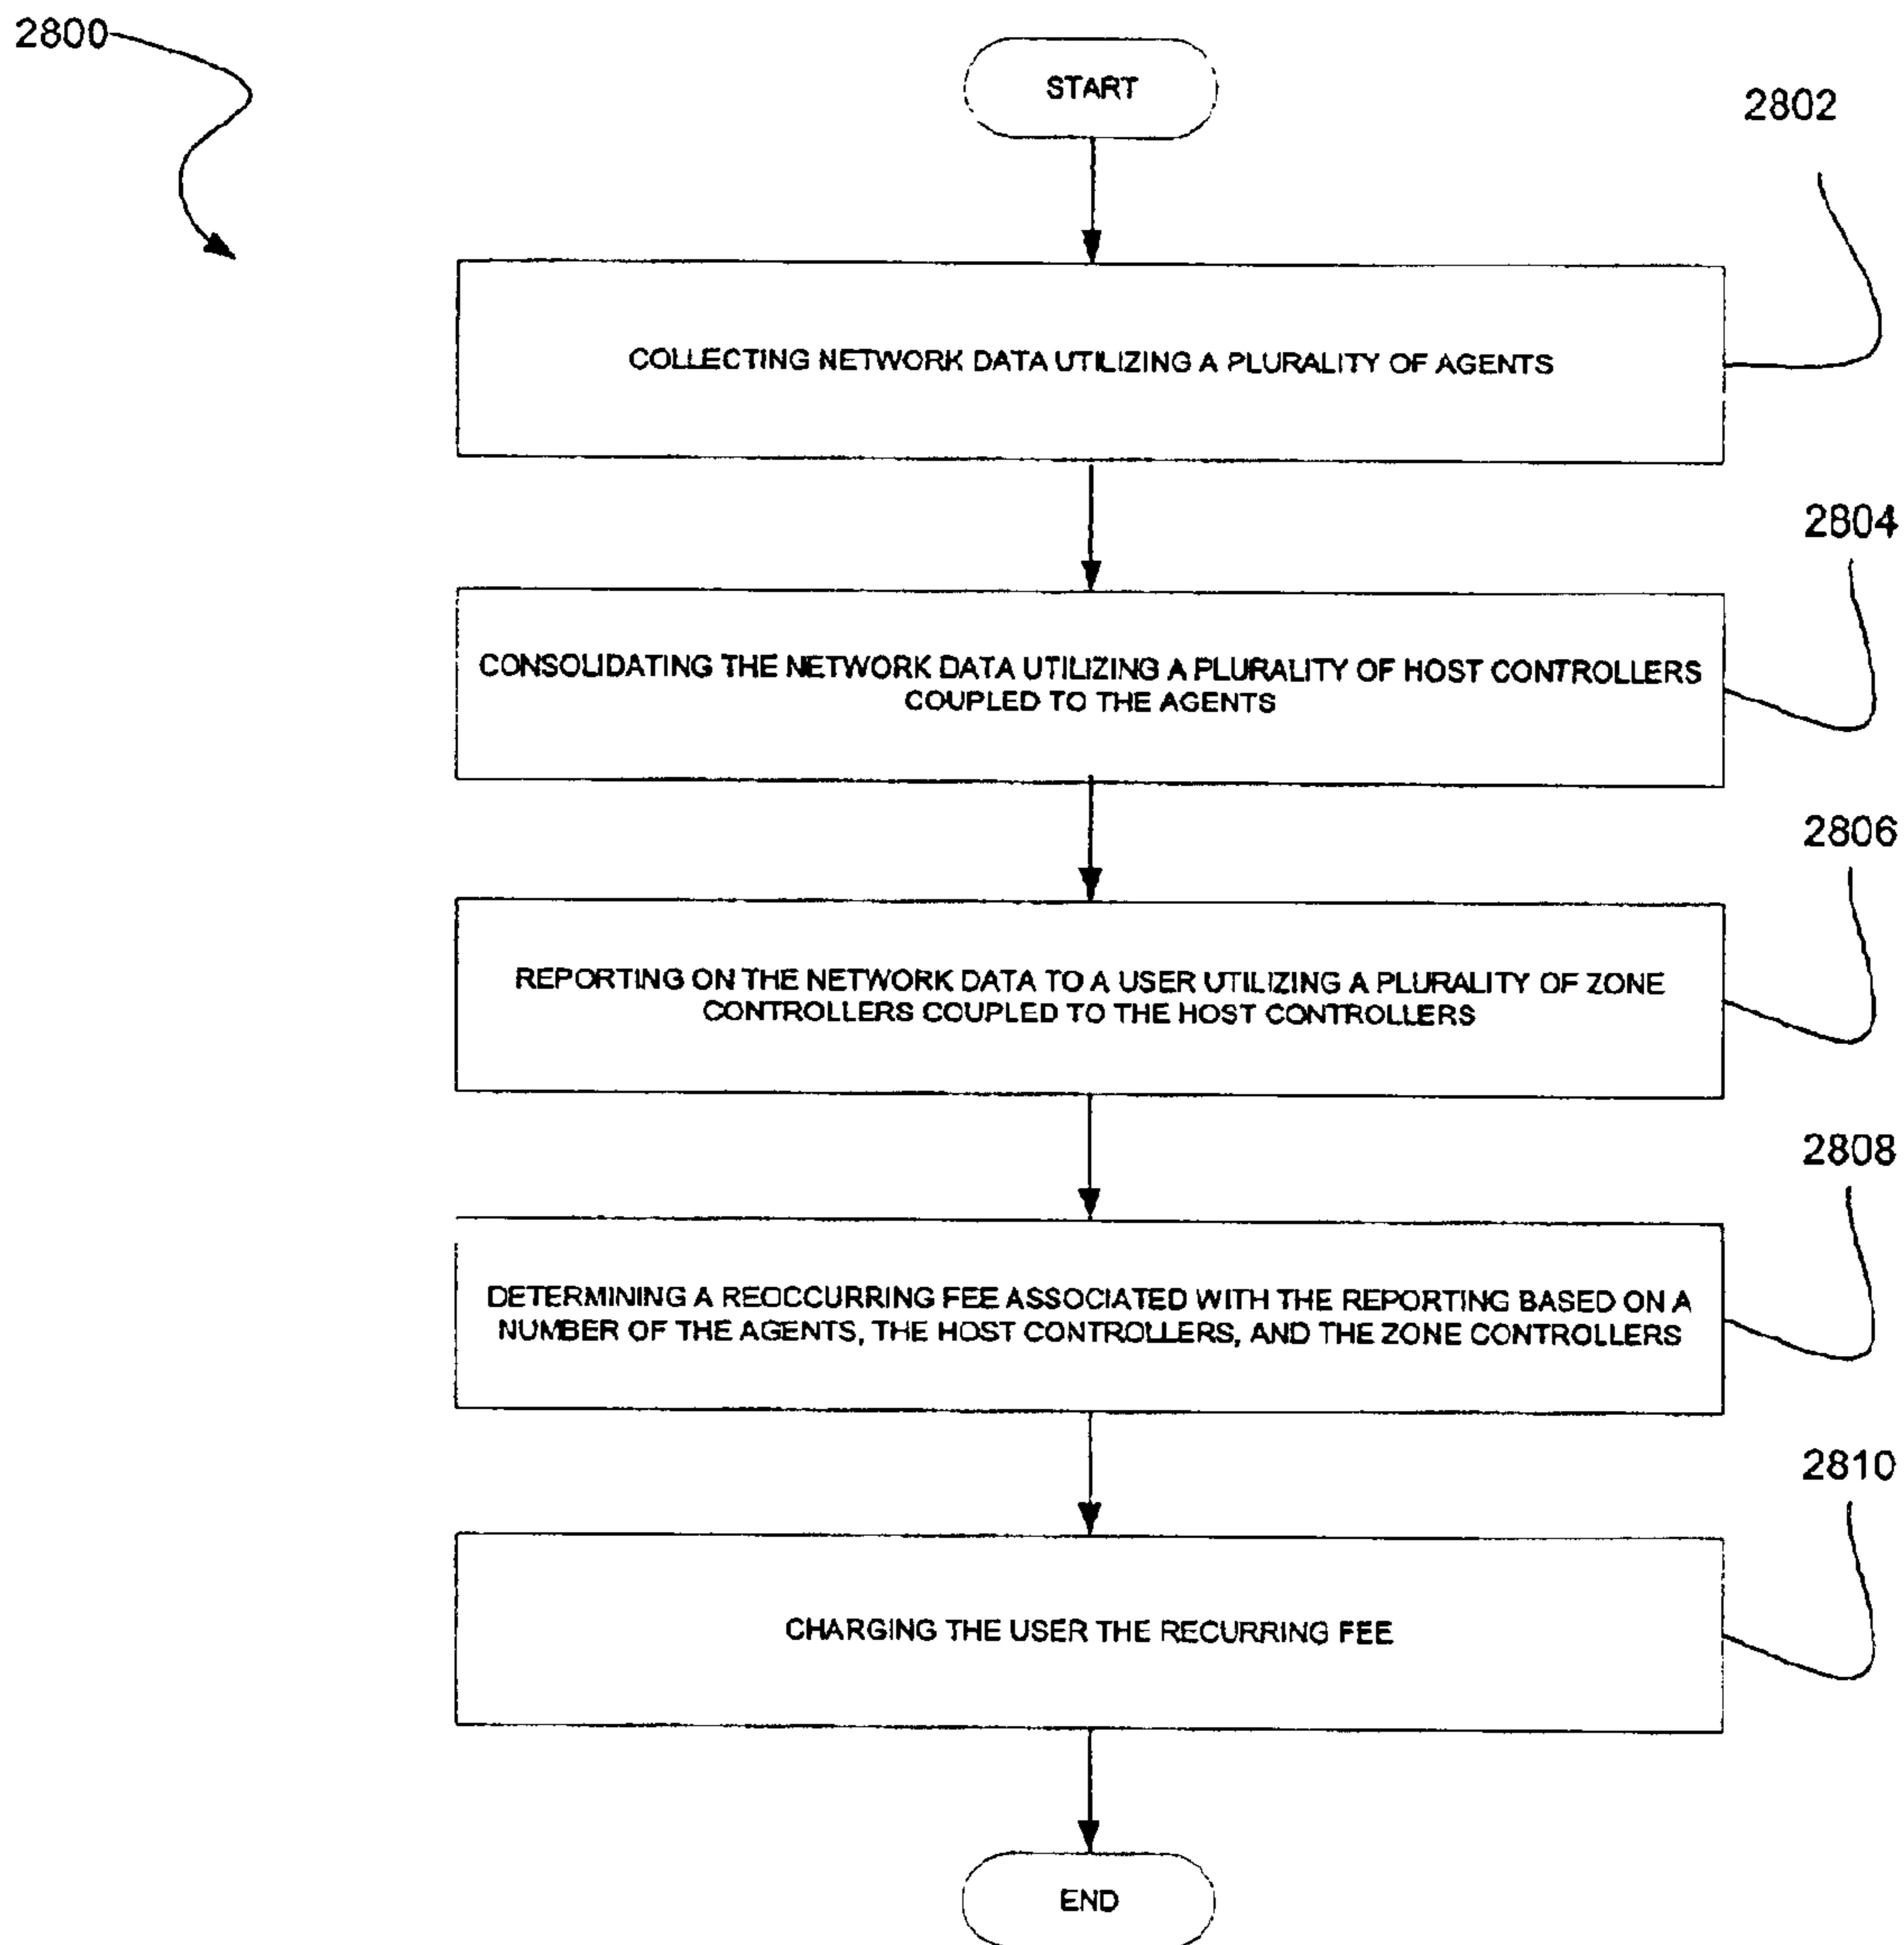 2800
START
2802
COLLECTING NETWORK DATA UTILIZING A PLURALITY OF AGENTS
2804
CONSOLIDATING THE NETWORK DATA UTILIZING A PLURALITY OF HOST CONTROLLERS
COUPLED TO THE AGENTS
2806
REPORTING ON THE NETWORK DATA TO A USER UTILIZING A PLURALITY OF ZONE
CONTROLLERS COUPLED TO THE HOST CONTROLLERS
2808
DETERMINING A REOCCURRING FEE ASSOCIATED WITH THE REPORTING BASED ON A
NUMBER OF THE AGENTS, THE HOST CONTROLLERS, AND THE ZONE CONTROLLERS
2810
CHARGING THE USER THE RECURRING FEE
END